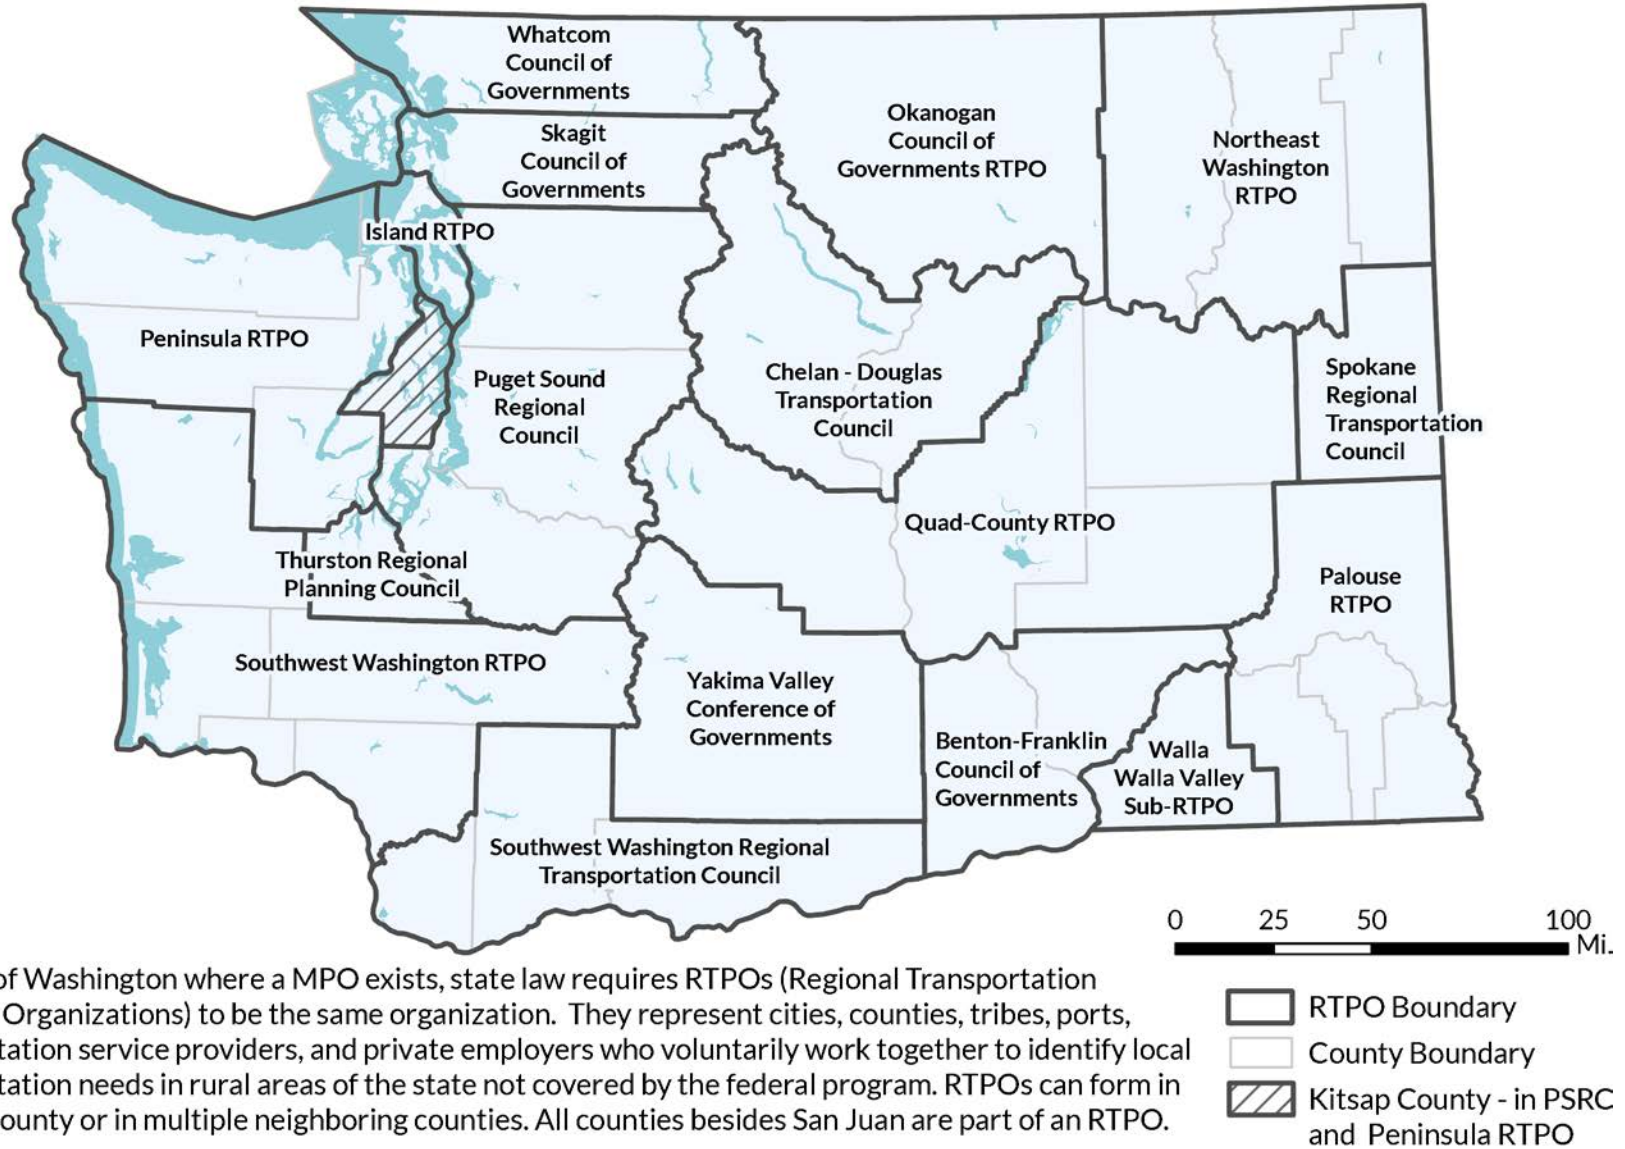 Whatcom
Council of
Governments
Skagit
Council of
Governments
Okanogan
Council of
Governments RTPO
Northeast
Washington
RTPO
Island RTPO
Peninsula RTPO
Puget Sound
Regional
Council
Chelan - Douglas
Transportation
Council
Spokane
Regional
Transportation
Council
Quad-County RTPO
Thurston Regional
Planning Council
Palouse
RTPO
Southwest Washington RTPO
Yakima Valley
Conference of
Governments
Benton-Franklin
Council of
Governments
Walla
Walla Valley
Sub-RTPO
Southwest Washington Regional
Transportation Council
0 25 50 100
Mi.
of Washington where a MPO exists, state law requires RTPOs (Regional Transportation
Organizations) to be the same organization. They represent cities, counties, tribes, ports,
tation service providers, and private employers who voluntarily work together to identify local
tation needs in rural areas of the state not covered by the federal program. RTPOs can form in
ounty or in multiple neighboring counties. All counties besides San Juan are part of an RTPO.
RTPO Boundary
County Boundary
Kitsap County - in PSRC
and Peninsula RTPO